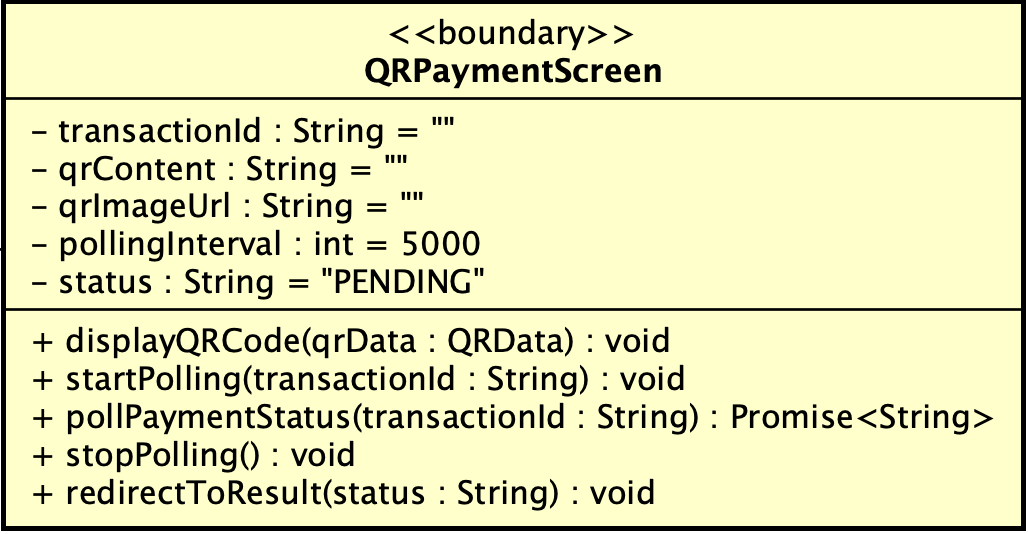 <<boundary>>
QRPaymentScreen
– transactionId : String = ""
– qrContent : String = ""
– qrImageUrl : String = ""
– pollingInterval : int = 5000
– status : String = "PENDING"
+ displayQRCode(qrData : QRData) : void
+ startPolling(transactionId : String) : void
+ pollPaymentStatus(transactionId : String) : Promise<String>
+ stopPolling() : void
+ redirectToResult(status : String) : void